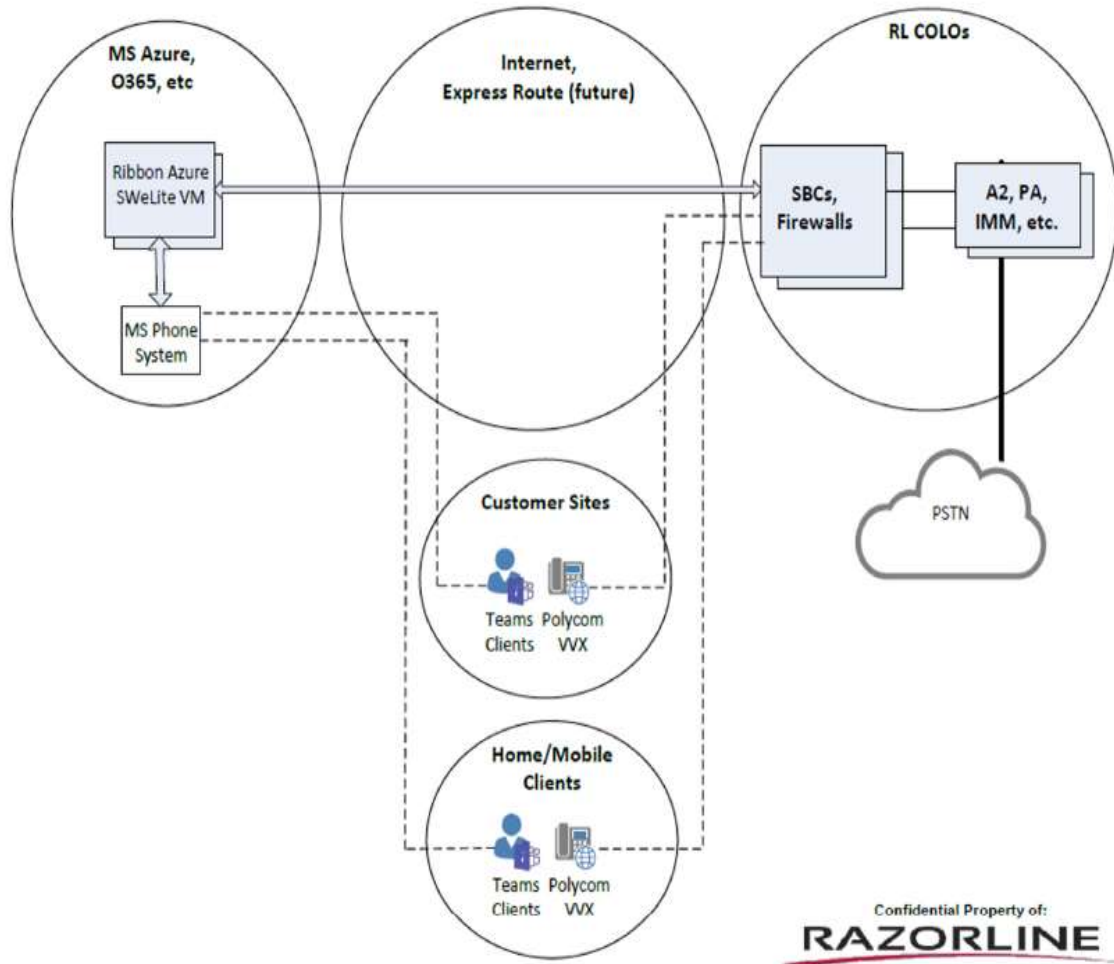 MS Azure,
O365, etc
Internet,
Express Route (future)
RL COLOs
Ribbon Azure
SWeLite VM
SBCs,
Firewalls
A2, PA,
IMM, etc.
MS Phone
System
Customer Sites
Teams
Clients
Polycom
VVX
PSTN
Home/Mobile
Clients
Teams
Clients
Polycom
VVX
Confidential Property of:
RAZORLINE